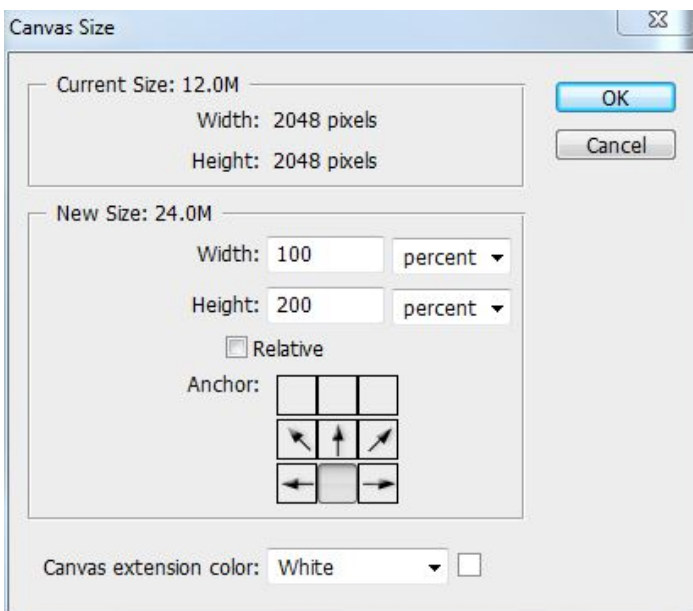 Canvas Size
Current Size: 12.0M
Width: 2048 pixels
Height: 2048 pixels
OK
Cancel
New Size: 24.0M
Width: 100 percent
Height: 200 percent
Relative
Anchor:
Canvas extension color: White